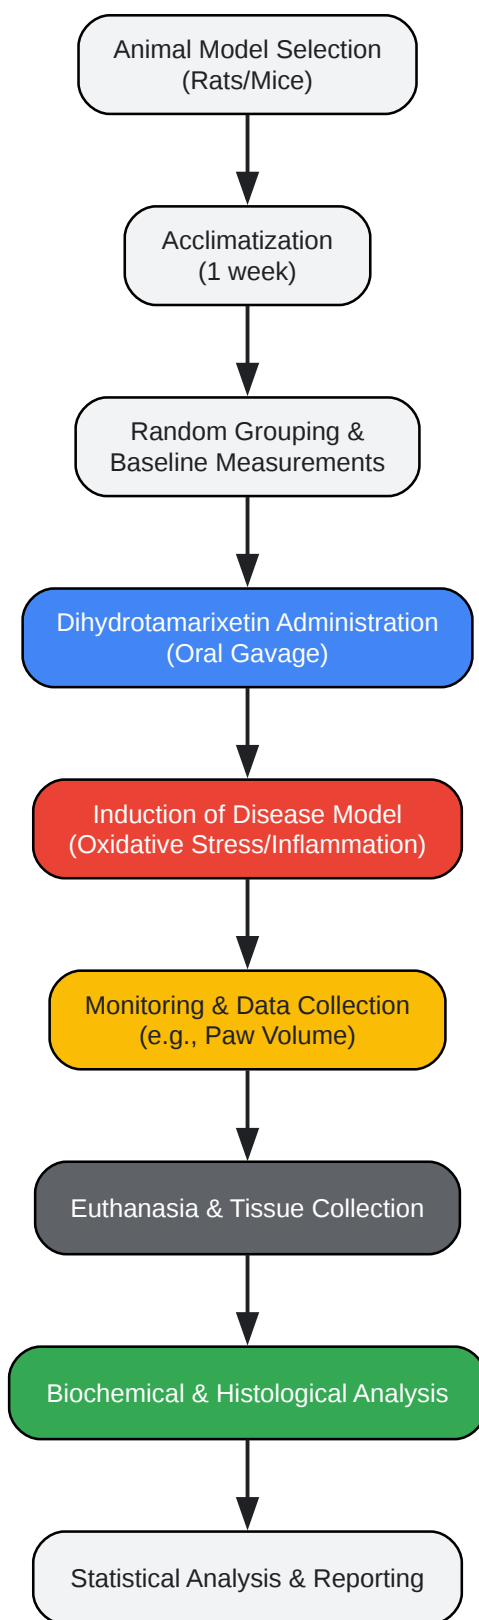 Animal Model Selection
(Rats/Mice)
Acclimatization
(1 week)
Random Grouping &
Baseline Measurements
Dihydrotamarixetin Administration
(Oral Gavage)
Induction of Disease Model
(Oxidative Stress/Inflammation)
Monitoring & Data Collection
(e.g., Paw Volume)
Euthanasia & Tissue Collection
Biochemical & Histological Analysis
Statistical Analysis & Reporting